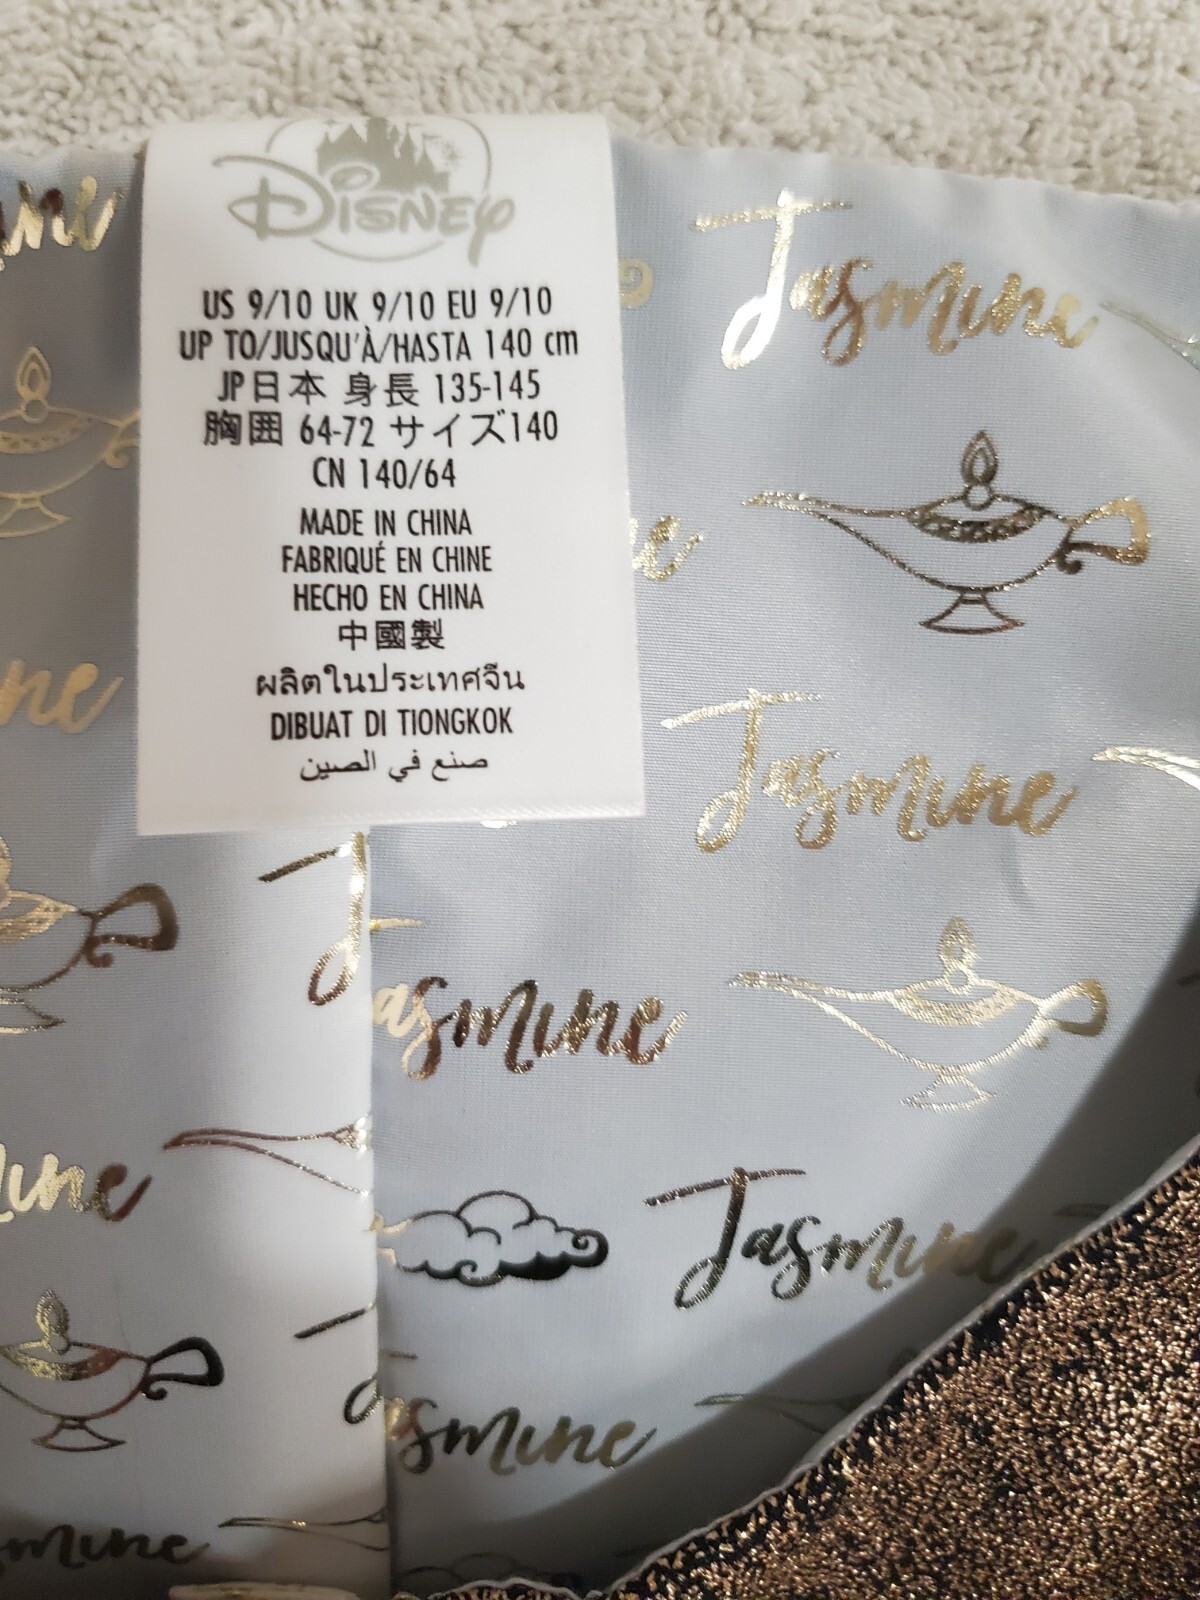 Disney
US 9/10 UK 9/10 EU 9/10
UP TO/JUSQU'À/HASTA 140 cm
JP日本 身長 135-145
胸囲 64-72 サイズ140
CN 140/64
MADE IN CHINA
FABRIQUÉ EN CHINE
HECHO EN CHINA
中國製
ผลิตในประเทศจีน
DIBUAT DI TIONGKOK
صنع في الصين
Jasmine
Jasmine
Jasmine
Jasmine
Jasmine